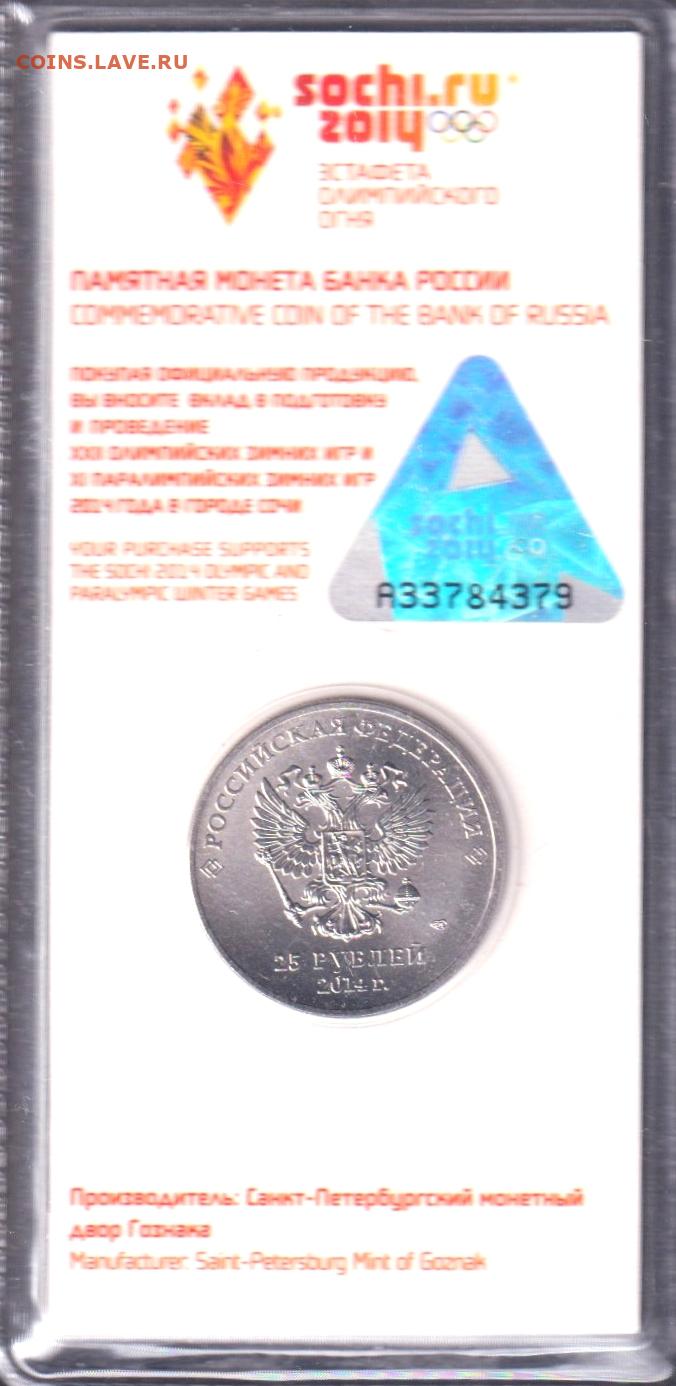 COINS.LAVE.RU
sochi.ru
2014
ЭСТАФЕТА
ОЛИМПИЙСКОГО
ОГНЯ
ПАМЯТНАЯ МОНЕТА БАНКА РОССИИ
COMMEMORATIVE COIN OF THE BANK OF RUSSIA
ПОКУПАЯ ОФИЦИАЛЬНУЮ ПРОДУКЦИЮ,
ВЫ ВНОСИТЕ ВКЛАД В ПОДГОТОВКУ
И ПРОВЕДЕНИЕ
XXII ОЛИМПИЙСКИХ ЗИМНИХ ИГР И
XI ПАРАЛИМПИЙСКИХ ЗИМНИХ ИГР
2014 ГОДА В ГОРОДЕ СОЧИ
YOUR PURCHASE SUPPORTS
THE SOCHI 2014 OLYMPIC AND
PARALYMPIC WINTER GAMES
sochi
2014
A33784379
РОССИЙСКАЯ ФЕДЕРАЦИЯ
25 РУБЛЕЙ
2014 г.
Производитель: Санкт-Петербургский монетный
двор Гознака
Manufacturer: Saint-Petersburg Mint of Goznak